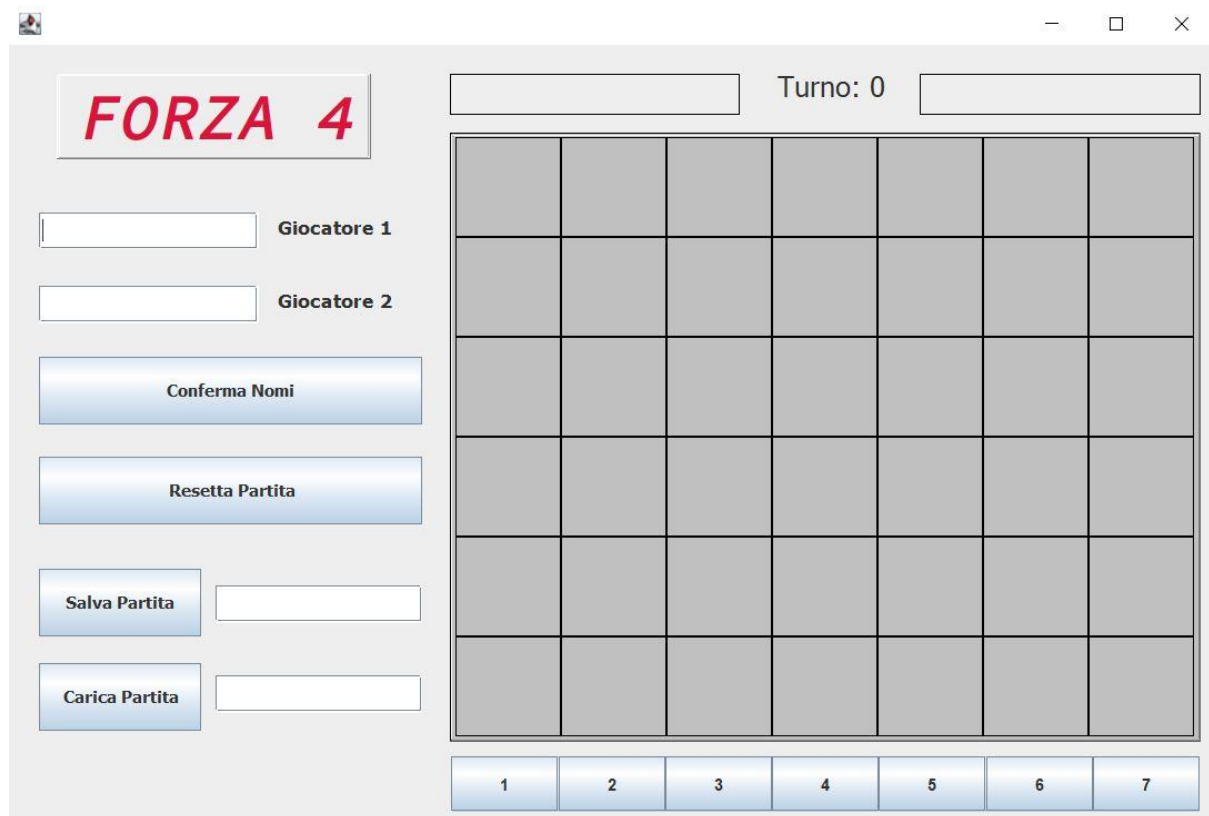 FORZA 4
Turno: 0
Giocatore 1
Giocatore 2
Conferma Nomi
Resetta Partita
Salva Partita
Carica Partita
1 2 3 4 5 6 7